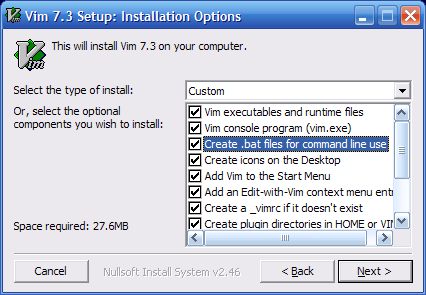 Vim 7.3 Setup: Installation Options
Vim
This will install Vim 7.3 on your computer.
Select the type of install:
Custom
Or, select the optional
components you wish to install:
Vim executables and runtime files
Vim console program (vim.exe)
Create .bat files for command line use
Create icons on the Desktop
Add Vim to the Start Menu
Add an Edit-with-Vim context menu entr
Create a _vimrc if it doesn't exist
Create plugin directories in HOME or VIM
Space required: 27.6MB
Cancel
Nullsoft Install System v2.46
< Back
Next >